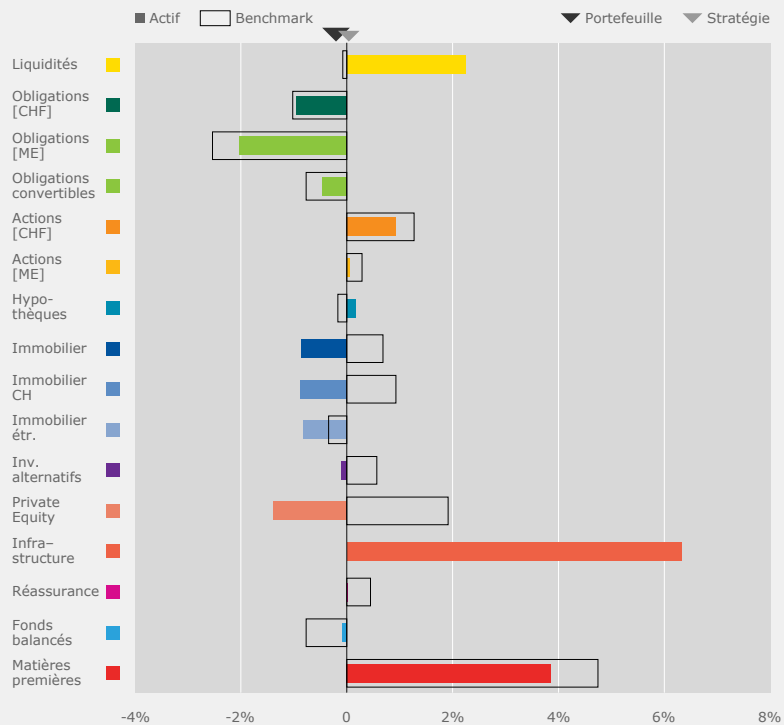 Actif Benchmark Portefeuille Stratégie
Liquidités
Obligations
[CHF]
Obligations
[ME]
Obligations
convertibles
Actions
[CHF]
Actions
[ME]
Hypo-
thèques
Immobilier
Immobilier
CH
Immobilier
étr.
Inv.
alternatifs
Private
Equity
Infra–
structure
Réassurance
Fonds
balancés
Matières
premières
-4% -2% 0 2% 4% 6% 8%